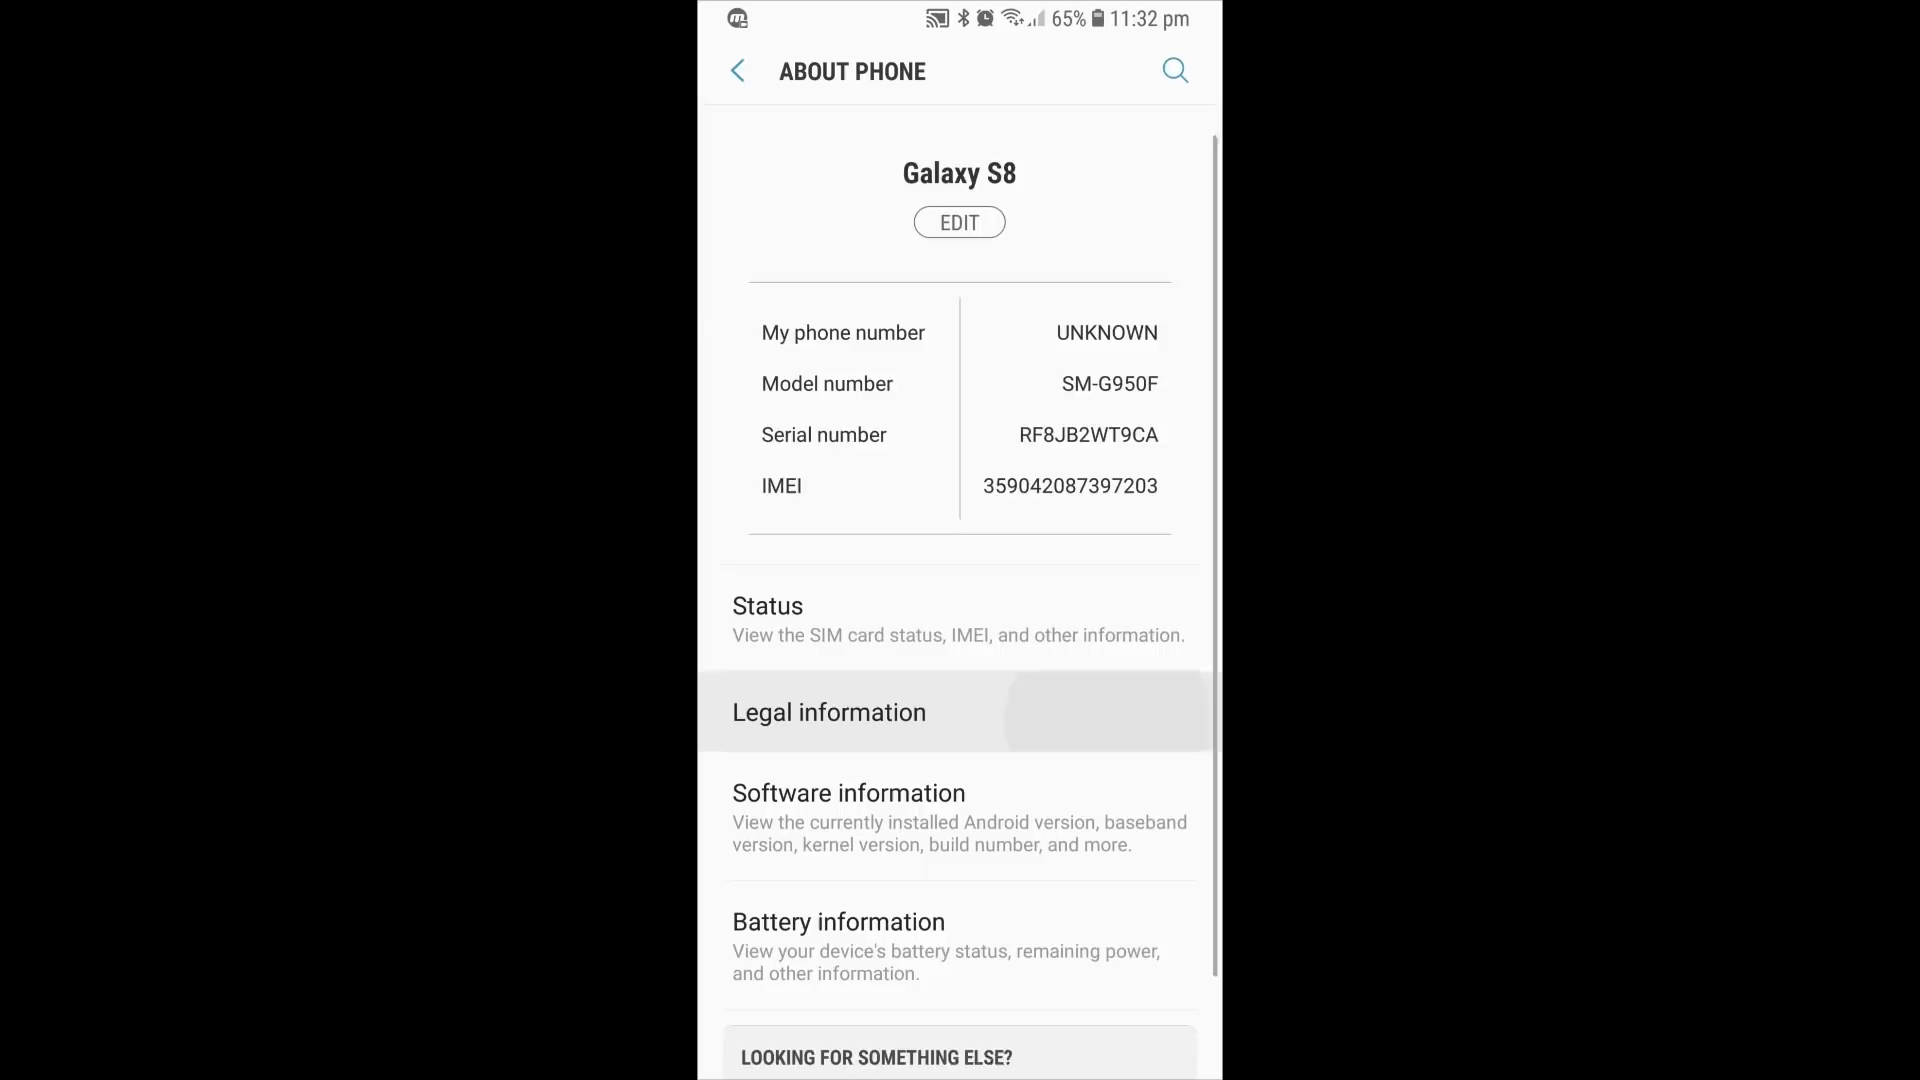 65% 11:32 pm
ABOUT PHONE
Galaxy S8
EDIT
My phone number UNKNOWN
Model number SM-G950F
Serial number RF8JB2WT9CA
IMEI 359042087397203
Status
View the SIM card status, IMEI, and other information.
Legal information
Software information
View the currently installed Android version, baseband
version, kernel version, build number, and more.
Battery information
View your device's battery status, remaining power,
and other information.
LOOKING FOR SOMETHING ELSE?